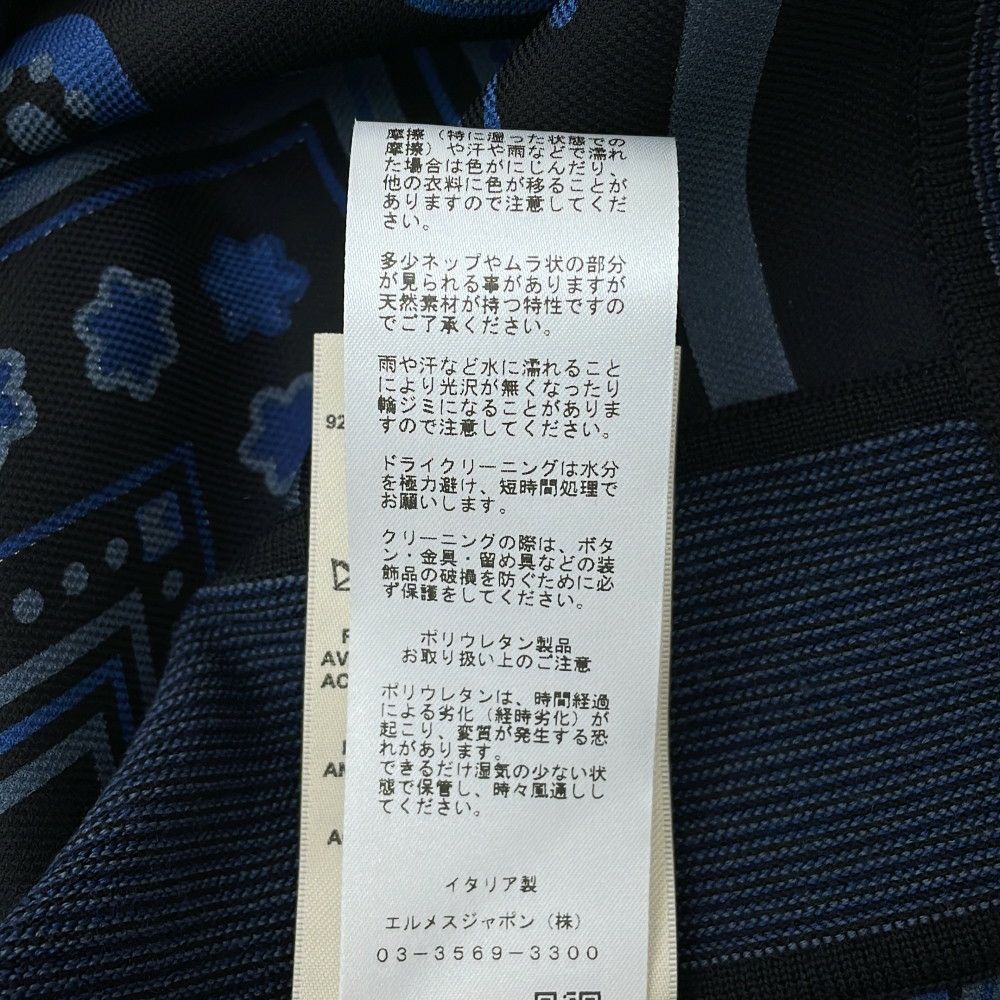 摩擦（特に湿った状態での
摩擦）や汗や雨などで濡れ
た場合は色がにじんだり、
他の衣料に色が移ることが
ありますので注意してくだ
さい。
多少ネップやムラ状の部分
が見られる事がありますが
天然素材が持つ特性ですの
でご了承ください。
雨や汗など水に濡れること
により光沢が無くなったり
輪ジミになることがありま
すので注意してください。
ドライクリーニングは水分
を極力避け、短時間処理で
お願いします。
クリーニングの際は、ボタ
ン・金具・留め具などの装
飾品の破損を防ぐために必
ず保護をしてください。
ポリウレタン製品
お取り扱い上のご注意
ポリウレタンは、時間経過
による劣化（経時劣化）が
起こり、変質が発生する恐
れがあります。
できるだけ湿気の少ない状
態で保管し、時々風通しし
てください。
イタリア製
エルメスジャポン（株）
03-3569-3300
92
AV
AC
AN